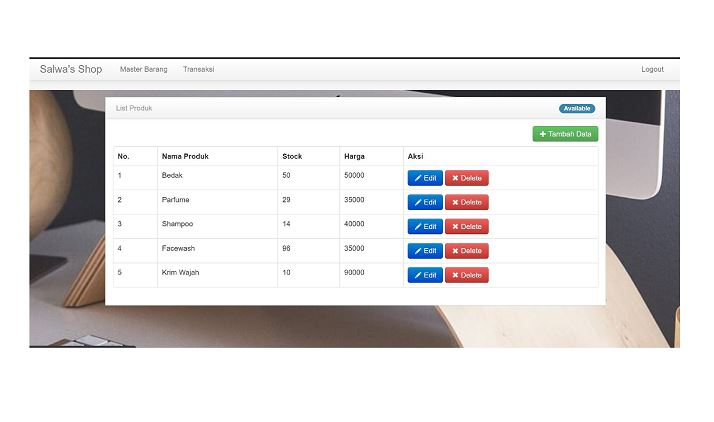 Salwa's Shop Master Barang Transaksi Logout
List Produk Available
Tambah Data
No. Nama Produk Stock Harga Aksi
1 Bedak 50 50000 Edit Delete
2 Parfume 29 35000 Edit Delete
3 Shampoo 14 40000 Edit Delete
4 Facewash 96 35000 Edit Delete
5 Krim Wajah 10 90000 Edit Delete